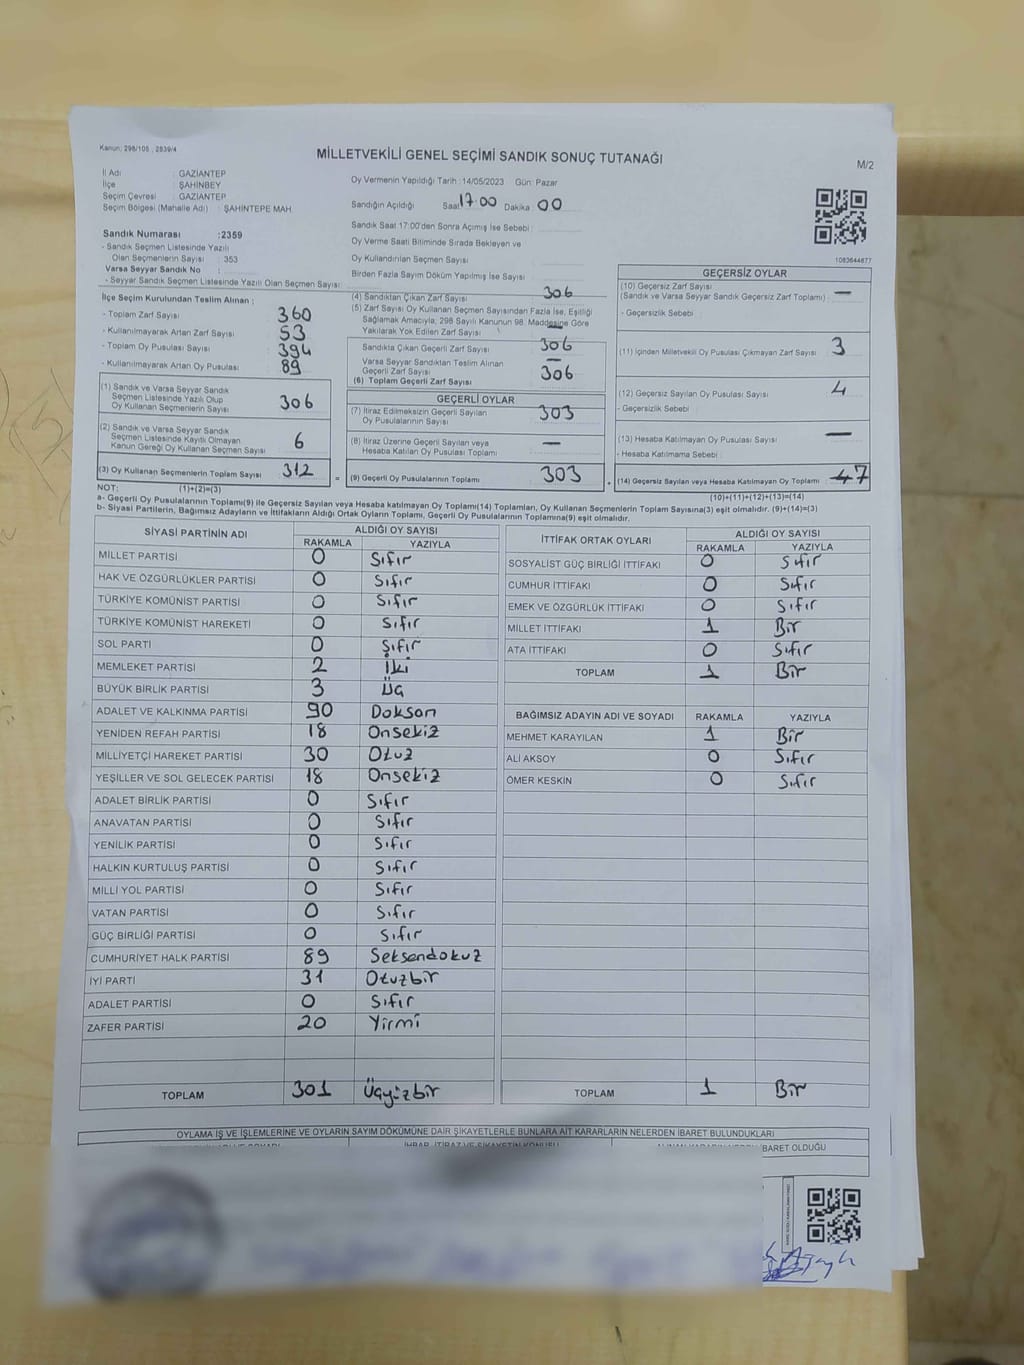 Kanun: 298/105 ; 2839/4
MİLLETVEKİLİ GENEL SEÇİMİ SANDIK SONUÇ TUTANAĞI
M/2
İl Adı : GAZİANTEP
İlçe : ŞAHİNBEY
Seçim Çevresi : GAZİANTEP
Seçim Bölgesi (Mahalle Adı) : ŞAHİNTEPE MAH.
Sandık Numarası :2359
- Sandık Seçmen Listesinde Yazılı
Olan Seçmenlerin Sayısı : 353
Varsa Seyyar Sandık No :
- Seyyar Sandık Seçmen Listesinde Yazılı Olan Seçmen Sayısı:
Oy Vermenin Yapıldığı Tarih : 14/05/2023 Gün: Pazar
Sandığın Açıldığı Saat 17.00 Dakika 00
Sandık Saat 17:00'den Sonra Açımış İse Sebebi :
Oy Verme Saati Bitiminde Sırada Bekleyen ve
Oy Kullandırılan Seçmen Sayısı
Birden Fazla Sayım Döküm Yapılmış İse Sayısı
1083644877
İlçe Seçim Kurulundan Teslim Alınan :
- Toplam Zarf Sayısı 360
- Kullanılmayarak Artan Zarf Sayısı 53
- Toplam Oy Pusulası Sayısı 394
- Kullanılmayarak Artan Oy Pusulası 89
(1) Sandık ve Varsa Seyyar Sandık
Seçmen Listesinde Yazılı Olup
Oy Kullanan Seçmenlerin Sayısı 306
(2) Sandık ve Varsa Seyyar Sandık
Seçmen Listesinde Kayıtlı Olmayan
Kanun Gereği Oy Kullanan Seçmen Sayısı 6
(3) Oy Kullanan Seçmenlerin Toplam Sayısı 312
(4) Sandıktan Çıkan Zarf Sayısı 306
(5) Zarf Sayısı Oy Kullanan Seçmen Sayısından Fazla İse, Eşitliği
Sağlamak Amacıyla, 298 Sayılı Kanunun 98. Maddesine Göre
Yakılarak Yok Edilen Zarf Sayısı —
Sandıkta Çıkan Geçerli Zarf Sayısı 306
Varsa Seyyar Sandıktan Teslim Alınan
Geçerli Zarf Sayısı —
(6) Toplam Geçerli Zarf Sayısı 306
GEÇERLİ OYLAR
(7) İtiraz Edilmeksizin Geçerli Sayılan
Oy Pusulalarının Sayısı 303
(8) İtiraz Üzerine Geçerli Sayılan veya
Hesaba Katılan Oy Pusulası Toplamı —
= (9) Geçerli Oy Pusulalarının Toplamı 303
GEÇERSİZ OYLAR
(10) Geçersiz Zarf Sayısı
(Sandık ve Varsa Seyyar Sandık Geçersiz Zarf Toplamı) : —
- Geçersizlik Sebebi :
(11) İçinden Milletvekili Oy Pusulası Çıkmayan Zarf Sayısı : 3
(12) Geçersiz Sayılan Oy Pusulası Sayısı : 4
- Geçersizlik Sebebi :
(13) Hesaba Katılmayan Oy Pusulası Sayısı : —
- Hesaba Katılmama Sebebi :
+ (14) Geçersiz Sayılan veya Hesaba Katılmayan Oy Toplamı
NOT: (1)+(2)=(3)
(10)+(11)+(12)+(13)=(14)
a- Geçerli Oy Pusulalarının Toplamı(9) ile Geçersiz Sayılan veya Hesaba katılmayan Oy Toplamı(14) Toplamları, Oy Kullanan Seçmenlerin Toplam Sayısına(3) eşit olmalıdır. (9)+(14)=(3)
b- Siyasi Partilerin, Bağımsız Adayların ve İttifakların Aldığı Ortak Oyların Toplamı, Geçerli Oy Pusulalarının Toplamına(9) eşit olmalıdır.
SİYASİ PARTİNİN ADI ALDIĞI OY SAYISI
RAKAMLA YAZIYLA
MİLLET PARTİSİ 0 Sıfır
HAK VE ÖZGÜRLÜKLER PARTİSİ 0 Sıfır
TÜRKİYE KOMÜNİST PARTİSİ 0 Sıfır
TÜRKİYE KOMÜNİST HAREKETİ 0 Sıfır
SOL PARTİ 0 Şıfır
MEMLEKET PARTİSİ 2 İki
BÜYÜK BİRLİK PARTİSİ 3 Üç
ADALET VE KALKINMA PARTİSİ 90 Doksan
YENİDEN REFAH PARTİSİ 18 Onsekiz
MİLLİYETÇİ HAREKET PARTİSİ 30 Otuz
YEŞİLLER VE SOL GELECEK PARTİSİ 18 Onsekiz
ADALET BİRLİK PARTİSİ 0 Sıfır
ANAVATAN PARTİSİ 0 Sıfır
YENİLİK PARTİSİ 0 Sıfır
HALKIN KURTULUŞ PARTİSİ 0 Sıfır
MİLLİ YOL PARTİSİ 0 Sıfır
VATAN PARTİSİ 0 Sıfır
GÜÇ BİRLİĞİ PARTİSİ 0 Sıfır
CUMHURİYET HALK PARTİSİ 89 Seksendokuz
İYİ PARTİ 31 Otuzbir
ADALET PARTİSİ 0 Sıfır
ZAFER PARTİSİ 20 Yirmi
TOPLAM 301 Üçyüzbir
İTTİFAK ORTAK OYLARI ALDIĞI OY SAYISI
RAKAMLA YAZIYLA
SOSYALİST GÜÇ BİRLİĞİ İTTİFAKI 0 Sıfır
CUMHUR İTTİFAKI 0 Sıfır
EMEK VE ÖZGÜRLÜK İTTİFAKI 0 Sıfır
MİLLET İTTİFAKI 1 Bir
ATA İTTİFAKI 0 Sıfır
TOPLAM 1 Bir
BAĞIMSIZ ADAYIN ADI VE SOYADI RAKAMLA YAZIYLA
MEHMET KARAYILAN 1 Bir
ALİ AKSOY 0 Sıfır
ÖMER KESKİN 0 Sıfır
TOPLAM 1 Bir
OYLAMA İŞ VE İŞLEMLERİNE VE OYLARIN SAYIM DÖKÜMÜNE DAİR ŞİKAYETLERLE BUNLARA AİT KARARLARIN NELERDEN İBARET BULUNDUKLARI
İHBAR, İTİRAZ VE ŞİKAYETİN KONUSU
İBARET OLDUĞU